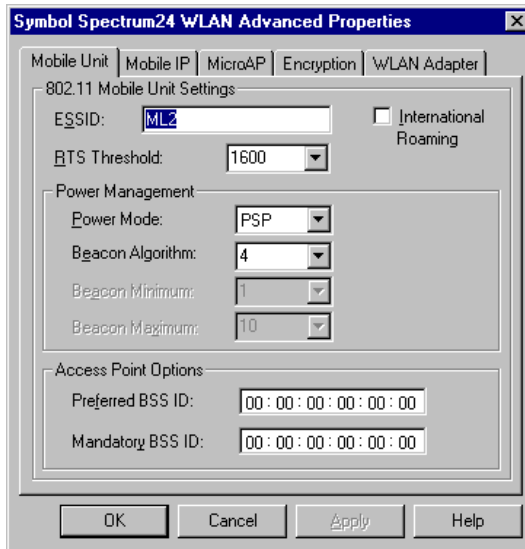 Symbol Spectrum24 WLAN Advanced Properties
Mobile Unit Mobile IP MicroAP Encryption WLAN Adapter
802.11 Mobile Unit Settings
ESSID: ML2
International
Roaming
RTS Threshold: 1600
Power Management
Power Mode: PSP
Beacon Algorithm: 4
Beacon Minimum: 1
Beacon Maximum: 10
Access Point Options
Preferred BSS ID: 00:00:00:00:00:00
Mandatory BSS ID: 00:00:00:00:00:00
OK Cancel Apply Help